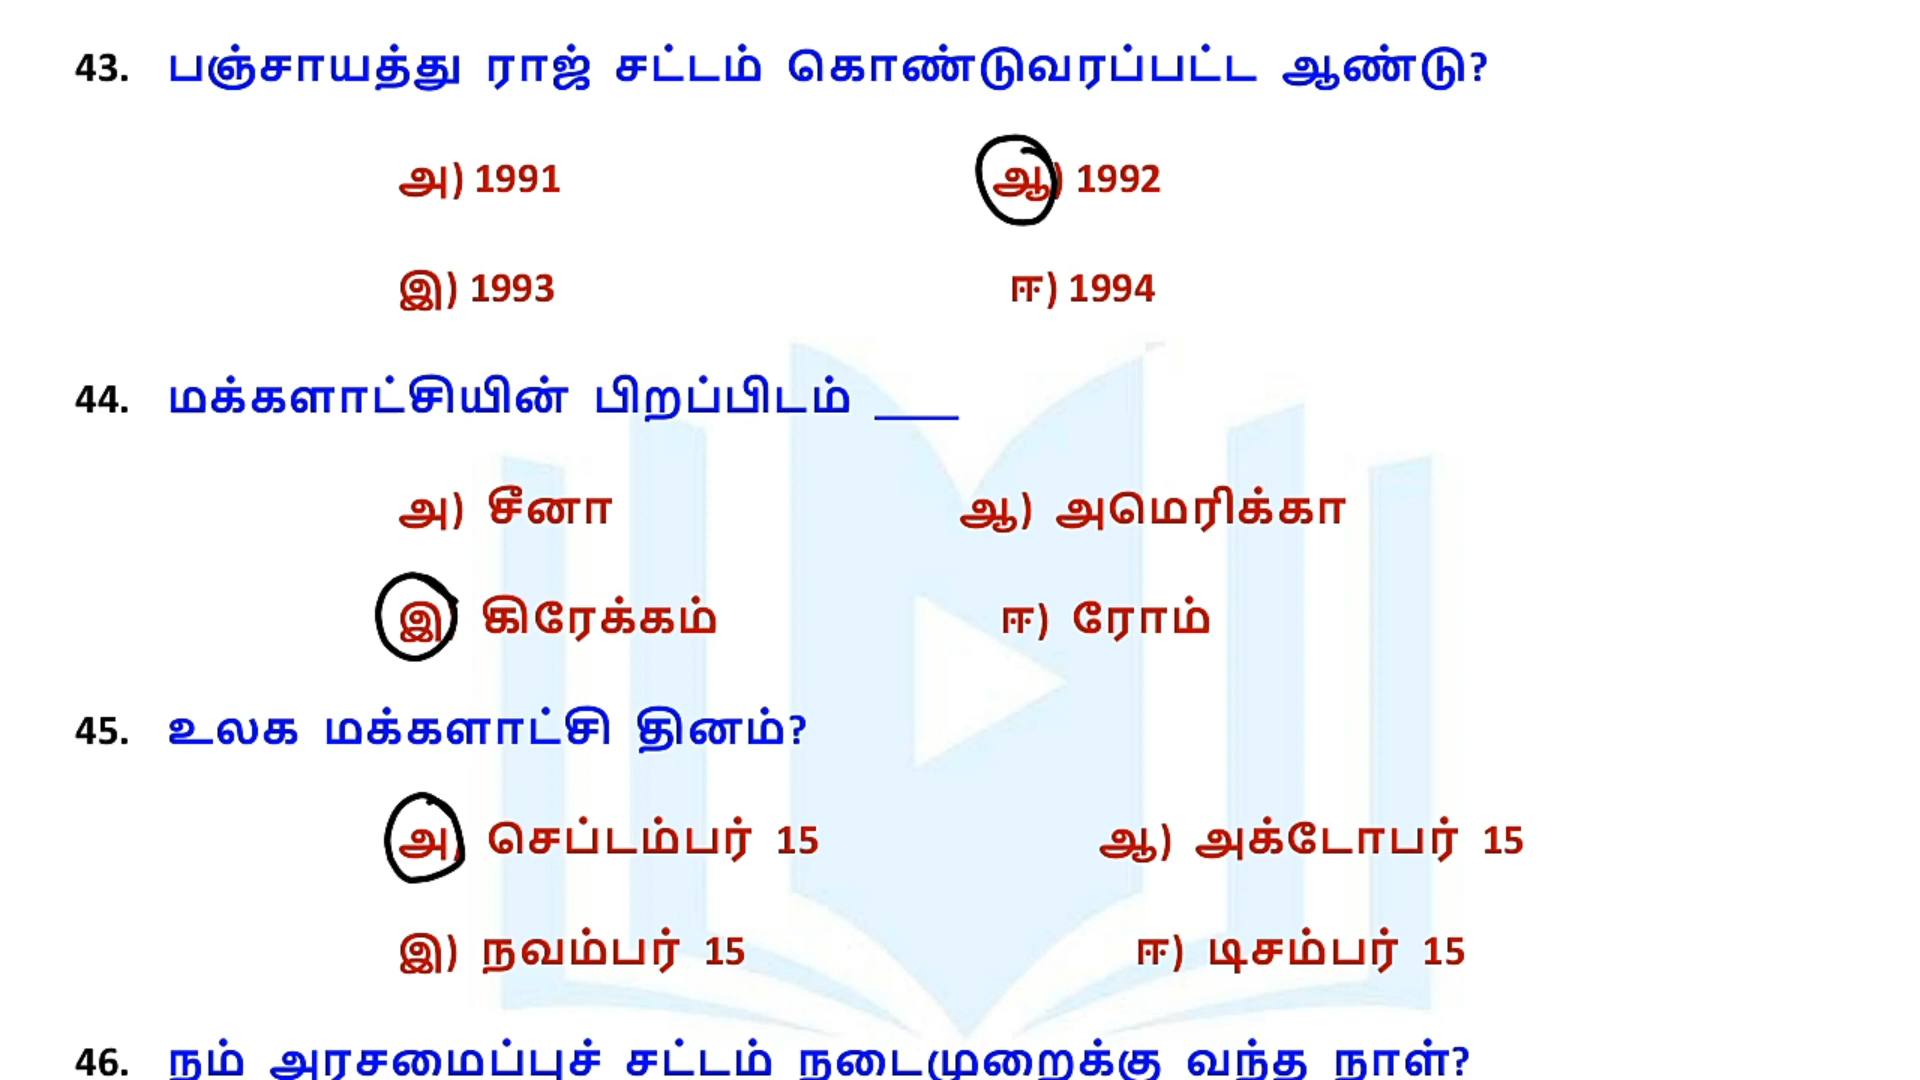 43. பஞ்சாயத்து ராஜ் சட்டம் கொண்டுவரப்பட்ட ஆண்டு?
அ) 1991 ஆ) 1992
இ) 1993 ஈ) 1994
44. மக்களாட்சியின் பிறப்பிடம் ____
அ) சீனா ஆ) அமெரிக்கா
இ) கிரேக்கம் ஈ) ரோம்
45. உலக மக்களாட்சி தினம்?
அ) செப்டம்பர் 15 ஆ) அக்டோபர் 15
இ) நவம்பர் 15 ஈ) டிசம்பர் 15
46. நம் அரசமைப்புச் சட்டம் நடைமுறைக்கு வந்த நாள்?